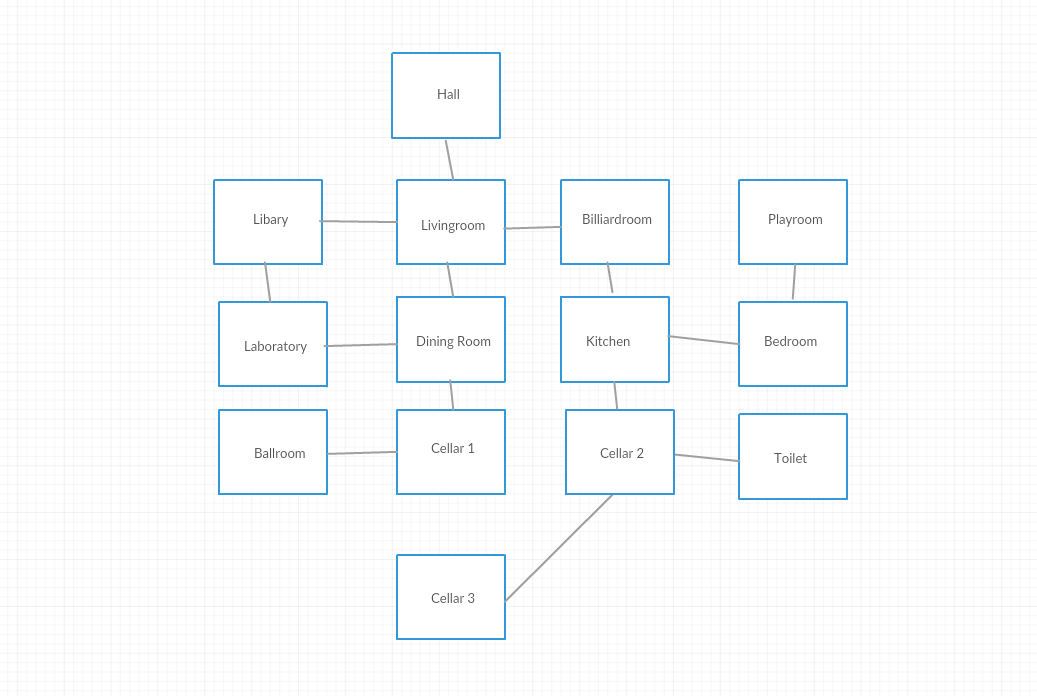 Hall
Libary
Livingroom
Billiardroom
Playroom
Laboratory
Dining Room
Kitchen
Bedroom
Ballroom
Cellar 1
Cellar 2
Toilet
Cellar 3